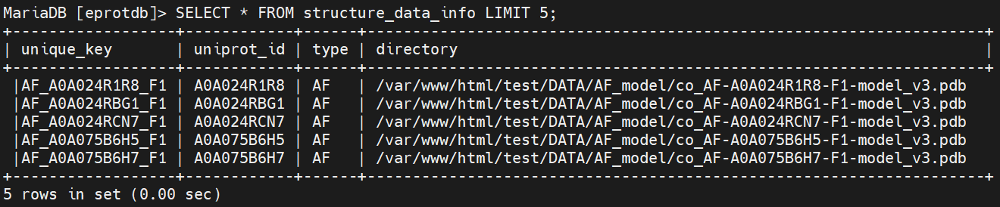 MariaDB [eprotdb]> SELECT * FROM structure_data_info LIMIT 5;
+------------------+------------+------+--------------------------------------------------------------------+
| unique_key       | uniprot_id | type | directory                                                          |
+------------------+------------+------+--------------------------------------------------------------------+
 |AF_A0A024R1R8_F1 | A0A024R1R8 | AF   | /var/www/html/test/DATA/AF_model/co_AF-A0A024R1R8-F1-model_v3.pdb
 |AF_A0A024RBG1_F1 | A0A024RBG1 | AF   | /var/www/html/test/DATA/AF_model/co_AF-A0A024RBG1-F1-model_v3.pdb
 |AF_A0A024RCN7_F1 | A0A024RCN7 | AF   | /var/www/html/test/DATA/AF_model/co_AF-A0A024RCN7-F1-model_v3.pdb
 |AF_A0A075B6H5_F1 | A0A075B6H5 | AF   | /var/www/html/test/DATA/AF_model/co_AF-A0A075B6H5-F1-model_v3.pdb
 |AF_A0A075B6H7_F1 | A0A075B6H7 | AF   | /var/www/html/test/DATA/AF_model/co_AF-A0A075B6H7-F1-model_v3.pdb
+------------------+------------+------+--------------------------------------------------------------------+
5 rows in set (0.00 sec)